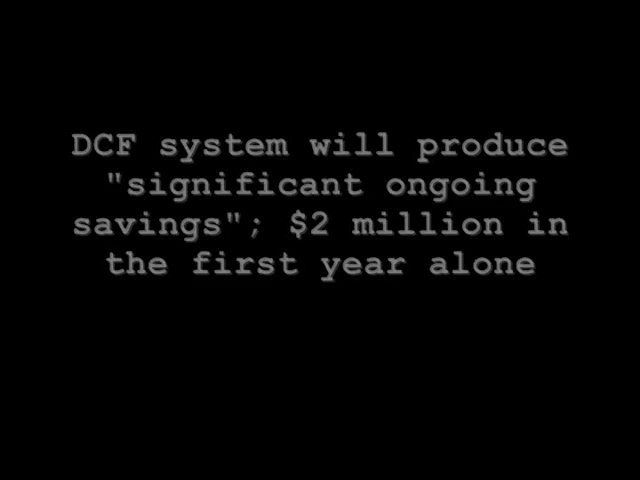 DCF system will produce
"significant ongoing
savings"; $2 million in
the first year alone